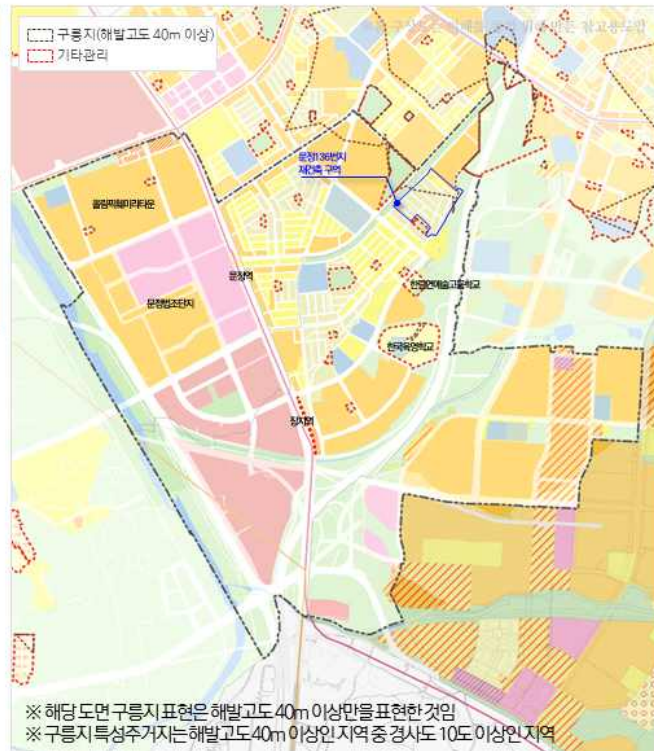 구릉지(해발고도 40m 이상)
기타관리
문정136번지
재건축 구역
올림픽훼미리타운
문정법조단지
문정역
한림연예술고등학교
한국육영학교
장지역
※ 해당 도면 구릉지 표현은 해발고도 40m 이상만을 표현한 것임
※ 구릉지 특성주거지는 해발고도 40m 이상인 지역 중 경사도 10도 이상인 지역